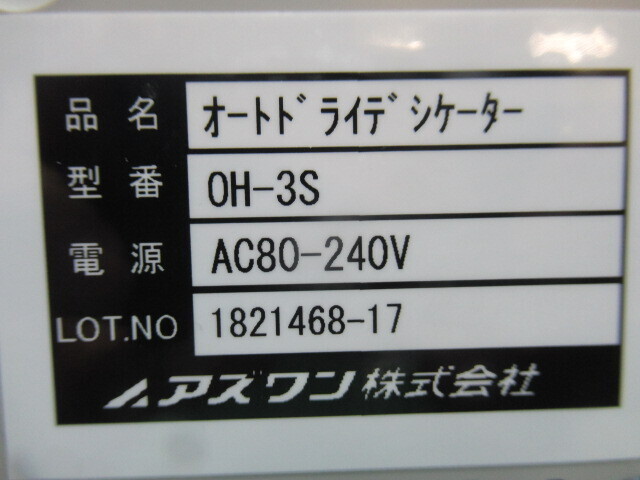 品名 オートドライデシケーター
型番 OH-3S
電源 AC80-240V
LOT.NO 1821468-17
アズワン株式会社